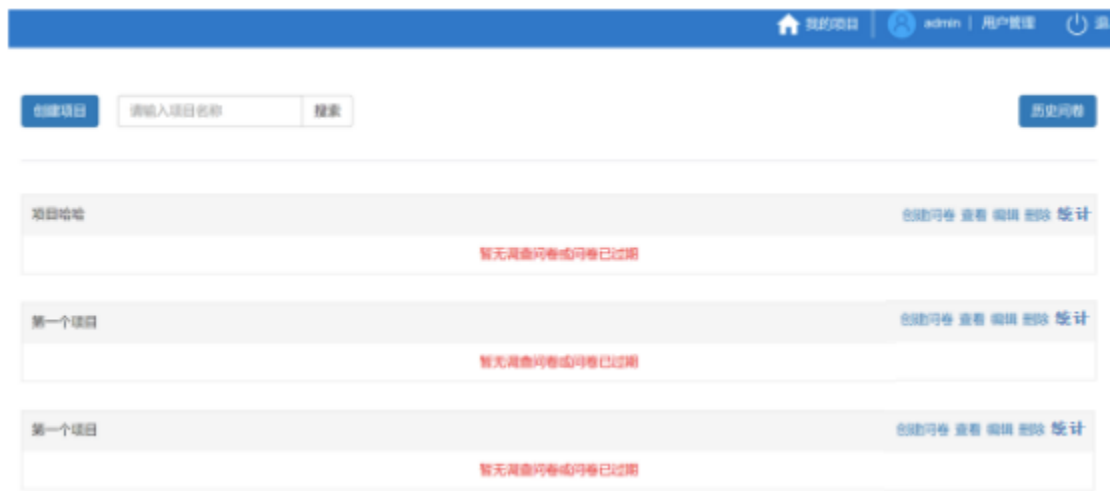 我的项目 admin | 用户管理 退
创建项目 请输入项目名称 搜索 历史问卷
项目哈哈 创建问卷 查看 编辑 删除 统计
暂无调查问卷或问卷已过期
第一个项目 创建问卷 查看 编辑 删除 统计
暂无调查问卷或问卷已过期
第一个项目 创建问卷 查看 编辑 删除 统计
暂无调查问卷或问卷已过期